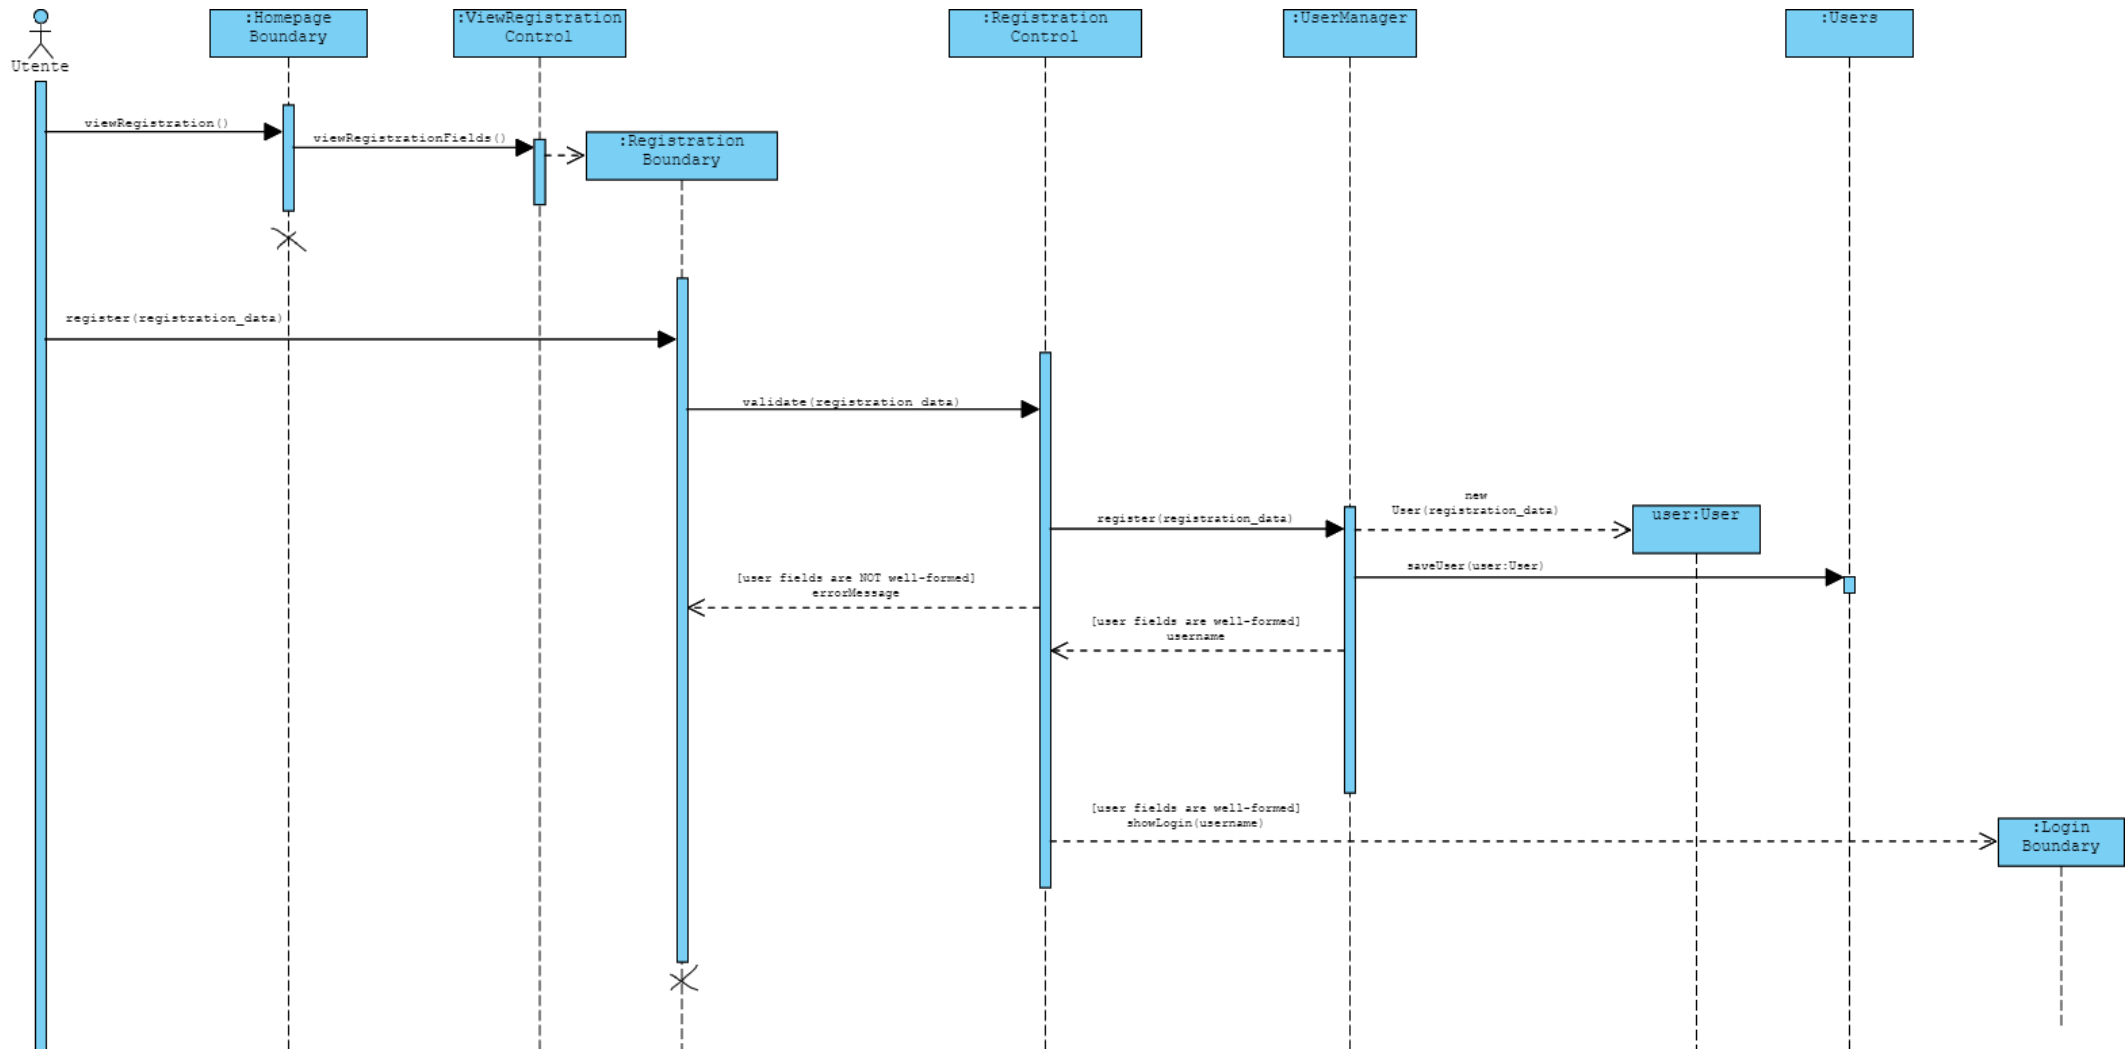 :Homepage
Boundary
:ViewRegistration
Control
:Registration
Control
:UserManager
:Users
Utente
viewRegistration()
viewRegistrationFields()
:Registration
Boundary
register(registration_data)
validate(registration data)
new
User(registration_data)
register(registration_data)
user:User
saveUser(user:User)
[user fields are NOT well-formed]
errorMessage
[user fields are well-formed]
username
[user fields are well-formed]
showLogin(username)
:Login
Boundary